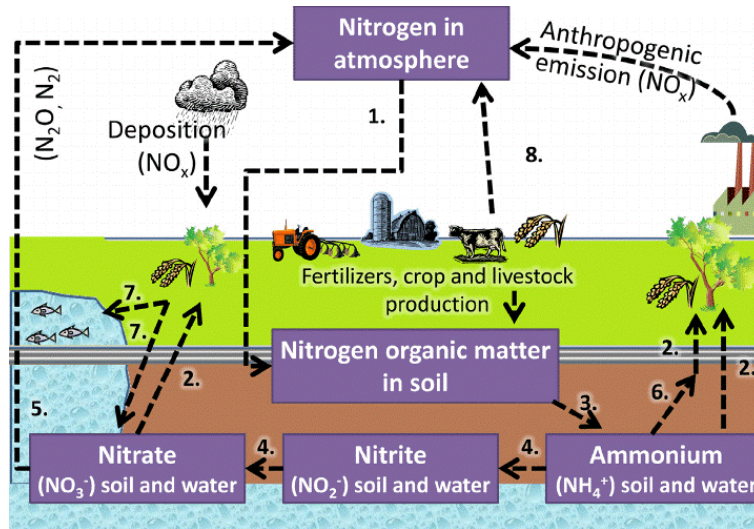 Nitrogen in
atmosphere
Anthropogenic
emission (NOₓ)
(N₂O, N₂)
Deposition
(NOₓ)
1.
8.
Fertilizers, crop and livestock
production
7.
7.
2.
Nitrogen organic matter
in soil
2.
2.
3.
6.
5.
4.
4.
Nitrate
(NO₃⁻) soil and water
Nitrite
(NO₂⁻) soil and water
Ammonium
(NH₄⁺) soil and water